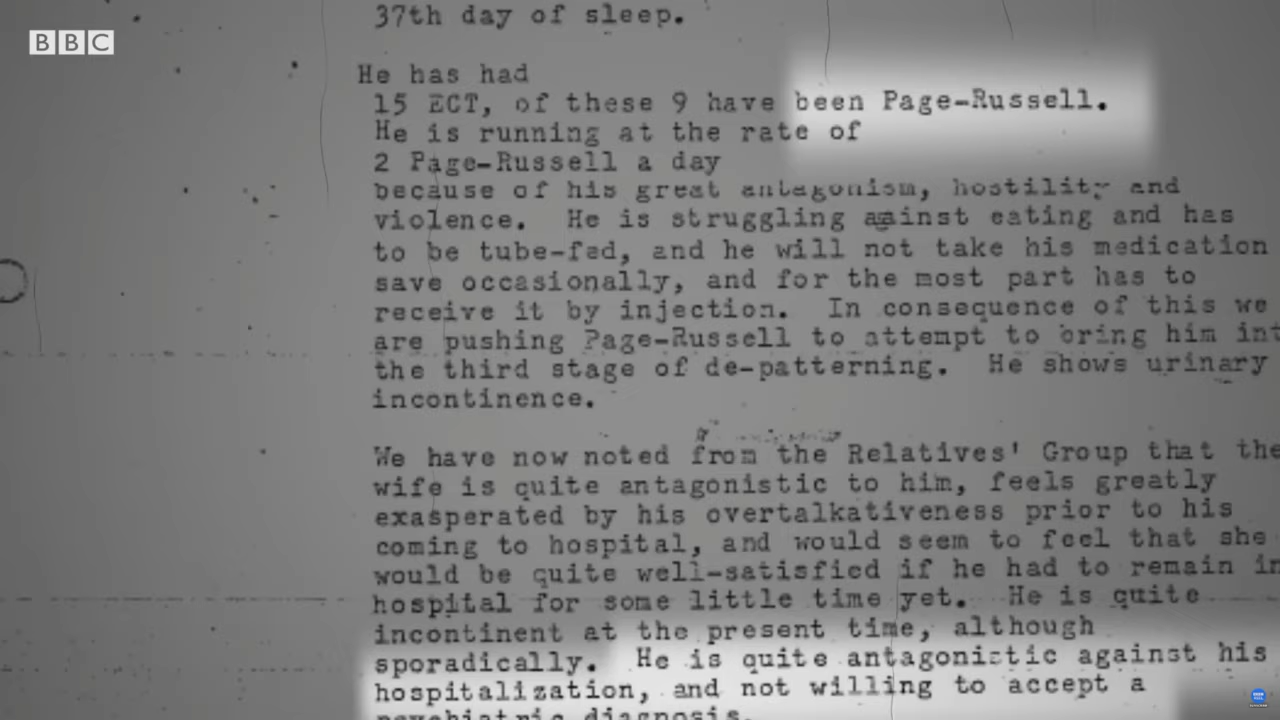 BBC
37th day of sleep.
He has had
15 ECT, of these 9 have been Page-Russell.
He is running at the rate of
2 Page-Russell a day
because of his great antagonism, hostility and
violence. He is struggling against eating and has
to be tube-fed, and he will not take his medication
save occasionally, and for the most part has to
receive it by injection. In consequence of this we
are pushing Page-Russell to attempt to bring him int
the third stage of de-patterning. He shows urinary
incontinence.
We have now noted from the Relatives' Group that the
wife is quite antagonistic to him, feels greatly
exasperated by his overtalkativeness prior to his
coming to hospital, and would seem to feel that she
would be quite well-satisfied if he had to remain in
hospital for some little time yet. He is quite
incontinent at the present time, although
sporadically. He is quite antagonistic against his
hospitalization, and not willing to accept a
psychiatric diagnosis.